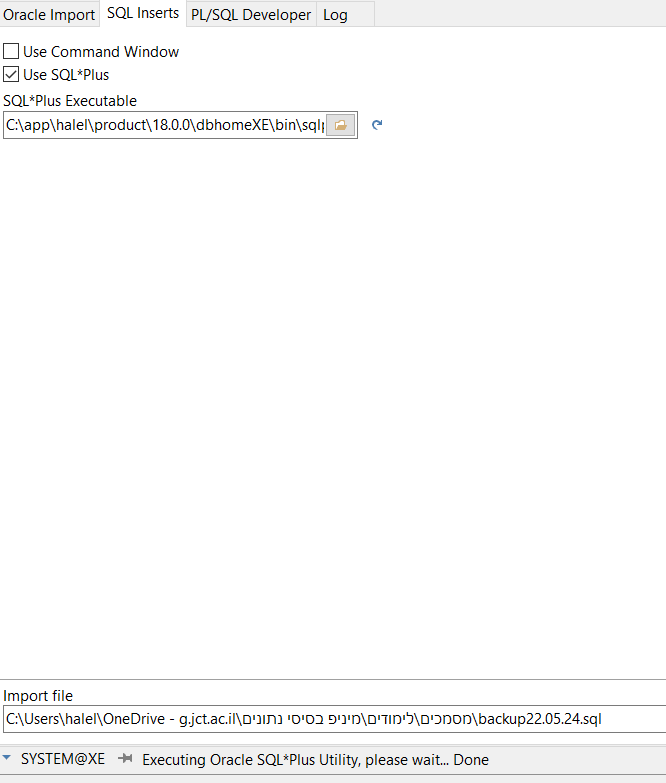 Oracle Import SQL Inserts PL/SQL Developer Log
Use Command Window
Use SQL*Plus
SQL*Plus Executable
C:\app\halel\product\18.0.0\dbhomeXE\bin\sqlp
Import file
C:\Users\halel\OneDrive - g.jct.ac.il\מסמכים\לימודים\מיניפ בסיסי נתונים\backup22.05.24.sql
SYSTEM@XE Executing Oracle SQL*Plus Utility, please wait... Done